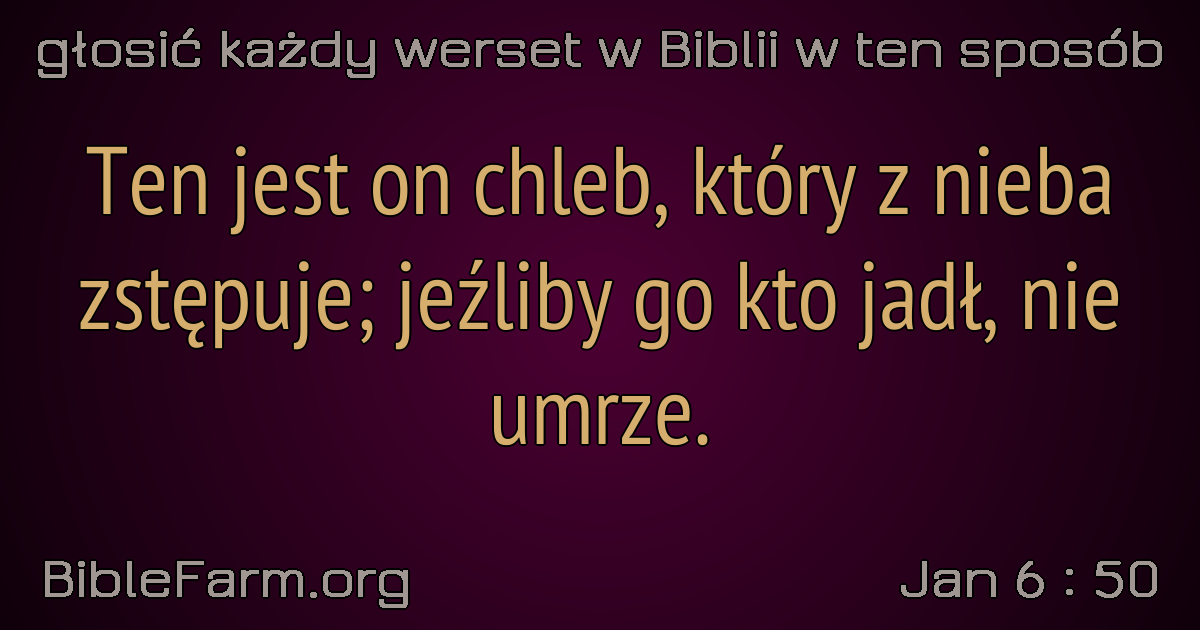 głosić każdy werset w Biblii w ten sposób
Ten jest on chleb, który z nieba
zstępuje; jeźliby go kto jadł, nie
umrze.
BibleFarm.org
Jan 6 : 50